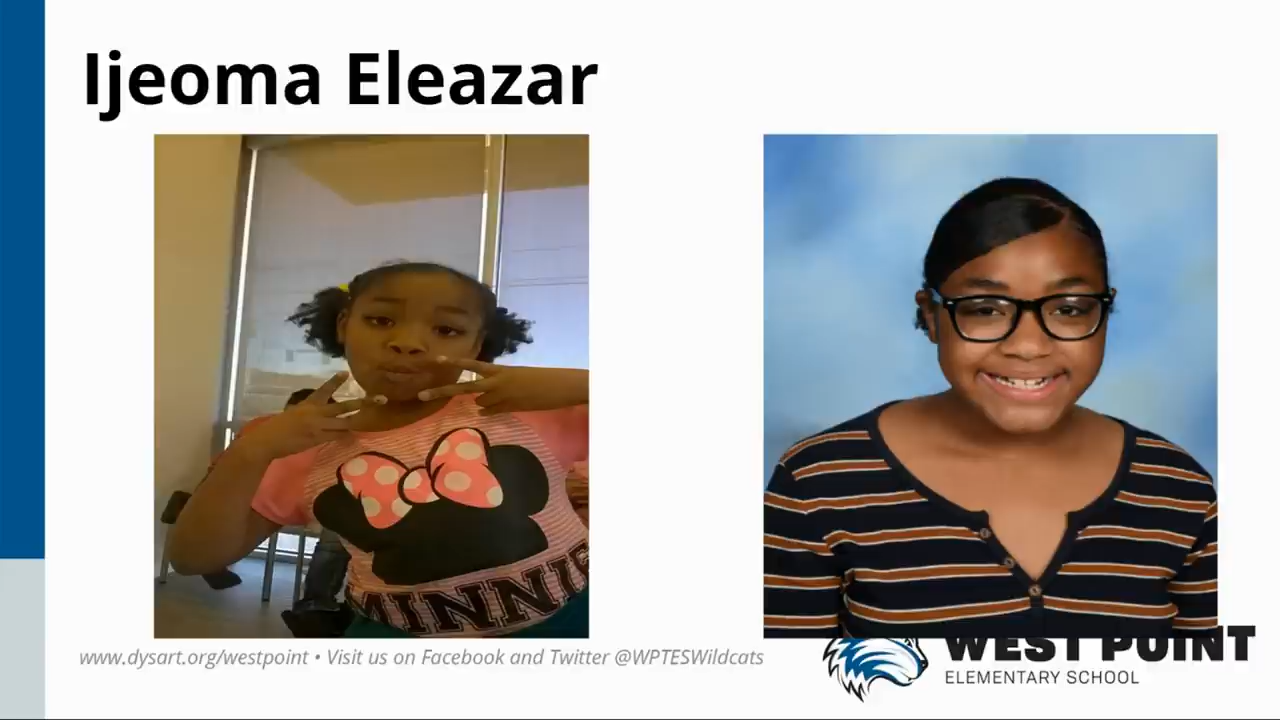 Ijeoma Eleazar
MINNIE
www.dysart.org/westpoint • Visit us on Facebook and Twitter @WPTESWildcats
WEST POINT
ELEMENTARY SCHOOL